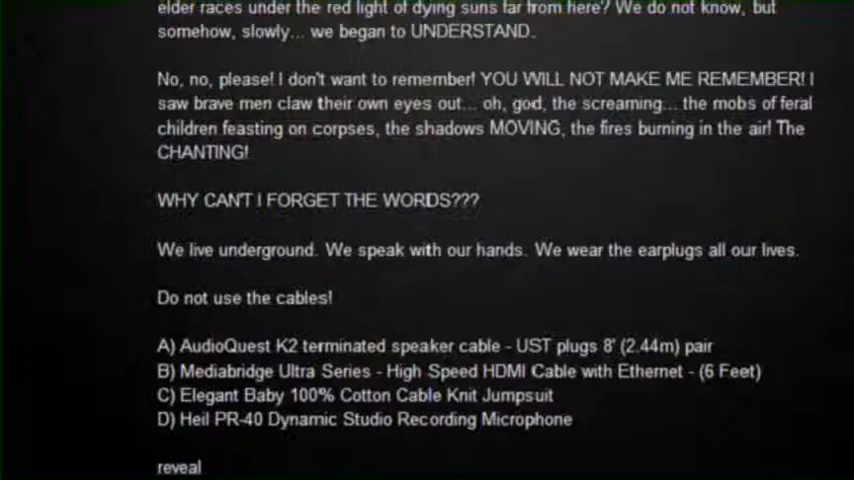 elder races under the red light of dying suns far from here? We do not know, but
somehow, slowly... we began to UNDERSTAND.
No, no, please! I don't want to remember! YOU WILL NOT MAKE ME REMEMBER! I
saw brave men claw their own eyes out... oh, god, the screaming... the mobs of feral
children feasting on corpses, the shadows MOVING, the fires burning in the air! The
CHANTING!
WHY CAN'T I FORGET THE WORDS???
We live underground. We speak with our hands. We wear the earplugs all our lives.
Do not use the cables!
A) AudioQuest K2 terminated speaker cable - UST plugs 8' (2.44m) pair
B) Mediabridge Ultra Series - High Speed HDMI Cable with Ethernet - (6 Feet)
C) Elegant Baby 100% Cotton Cable Knit Jumpsuit
D) Heil PR-40 Dynamic Studio Recording Microphone
reveal